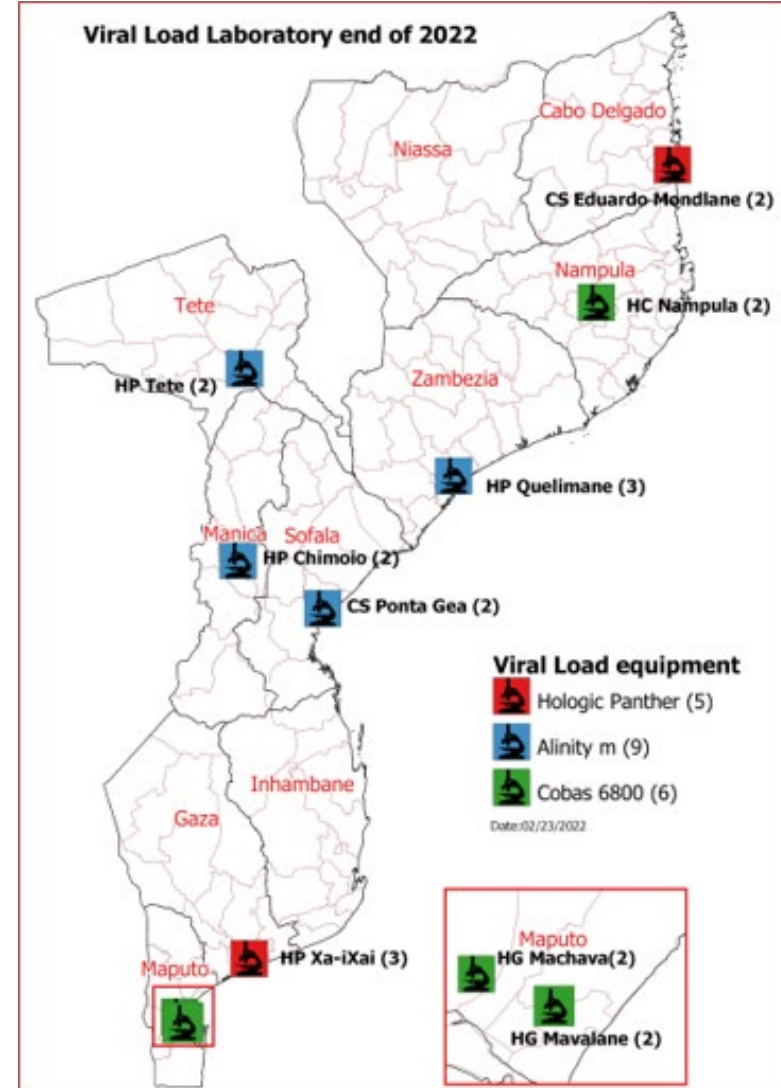 Viral Load Laboratory end of 2022
Cabo Delgado
Niassa
CS Eduardo Mondlane (2)
Nampula
HC Nampula (2)
Tete
HP Tete (2)
Zambezia
HP Quelimane (3)
Manica
Sofala
HP Chimoio (2)
CS Ponta Gea (2)
Viral Load equipment
Hologic Panther (5)
Alinity m (9)
Cobas 6800 (6)
Date:02/23/2022
Inhambane
Gaza
HP Xa-iXai (3)
Maputo
Maputo
HG Machava(2)
HG Mavalane (2)